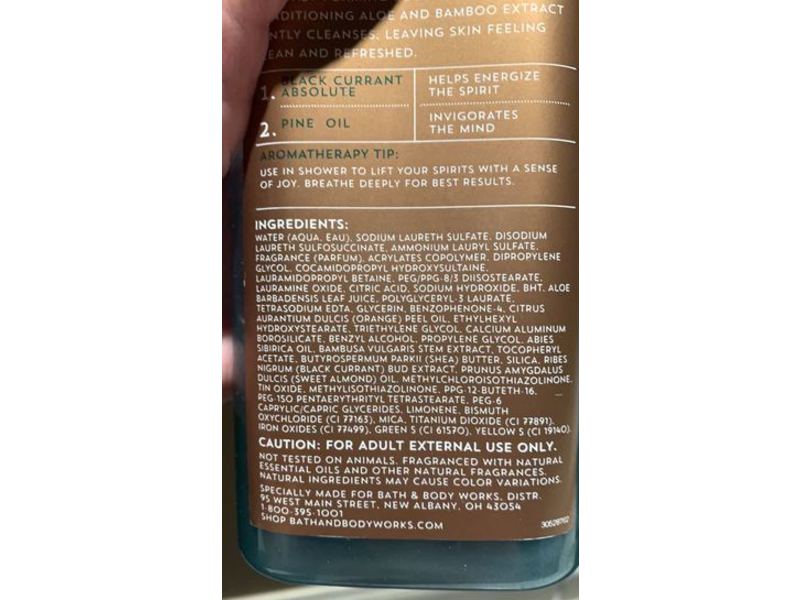 CONDITIONING ALOE AND BAMBOO EXTRACT
GENTLY CLEANSES, LEAVING SKIN FEELING
CLEAN AND REFRESHED.
1. BLACK CURRANT ABSOLUTE
HELPS ENERGIZE
THE SPIRIT
2. PINE OIL
INVIGORATES
THE MIND
AROMATHERAPY TIP:
USE IN SHOWER TO LIFT YOUR SPIRITS WITH A SENSE
OF JOY. BREATHE DEEPLY FOR BEST RESULTS.
INGREDIENTS:
WATER (AQUA, EAU), SODIUM LAURETH SULFATE, DISODIUM
LAURETH SULFOSUCCINATE, AMMONIUM LAURYL SULFATE,
FRAGRANCE (PARFUM), ACRYLATES COPOLYMER, DIPROPYLENE
GLYCOL, COCAMIDOPROPYL HYDROXYSULTAINE,
LAURAMIDOPROPYL BETAINE, PEG/PPG-8/3 DIISOSTEARATE,
LAURAMINE OXIDE, CITRIC ACID, SODIUM HYDROXIDE, BHT, ALOE
BARBADENSIS LEAF JUICE, POLYGLYCERYL-3 LAURATE,
TETRASODIUM EDTA, GLYCERIN, BENZOPHENONE-4, CITRUS
AURANTIUM DULCIS (ORANGE) PEEL OIL, ETHYLHEXYL
HYDROXYSTEARATE, TRIETHYLENE GLYCOL, CALCIUM ALUMINUM
BOROSILICATE, BENZYL ALCOHOL, PROPYLENE GLYCOL, ABIES
SIBIRICA OIL, BAMBUSA VULGARIS STEM EXTRACT, TOCOPHERYL
ACETATE, BUTYROSPERMUM PARKII (SHEA) BUTTER, SILICA, RIBES
NIGRUM (BLACK CURRANT) BUD EXTRACT, PRUNUS AMYGDALUS
DULCIS (SWEET ALMOND) OIL, METHYLCHLOROISOTHIAZOLINONE,
TIN OXIDE, METHYLISOTHIAZOLINONE, PPG-12-BUTETH-16,
PEG-150 PENTAERYTHRITYL TETRASTEARATE, PEG-6
CAPRYLIC/CAPRIC GLYCERIDES, LIMONENE, BISMUTH
OXYCHLORIDE (CI 77163), MICA, TITANIUM DIOXIDE (CI 77891),
IRON OXIDES (CI 77499), GREEN 5 (CI 61570), YELLOW 5 (CI 19140).
CAUTION: FOR ADULT EXTERNAL USE ONLY.
NOT TESTED ON ANIMALS. FRAGRANCED WITH NATURAL
ESSENTIAL OILS AND OTHER NATURAL FRAGRANCES.
NATURAL INGREDIENTS MAY CAUSE COLOR VARIATIONS.
SPECIALLY MADE FOR BATH & BODY WORKS, DISTR.
95 WEST MAIN STREET, NEW ALBANY, OH 43054
1-800-395-1001
SHOP BATHANDBODYWORKS.COM